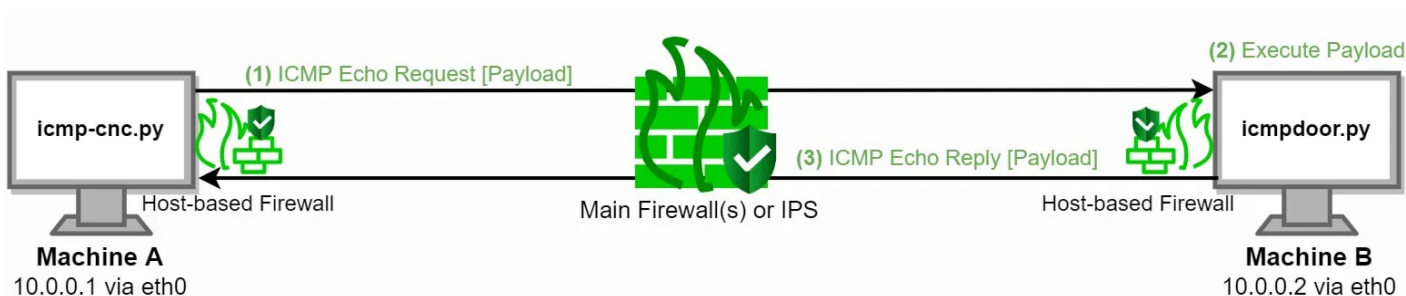 (2) Execute Payload
(1) ICMP Echo Request [Payload]
icmp-cnc.py
icmpdoor.py
(3) ICMP Echo Reply [Payload]
Host-based Firewall
Main Firewall(s) or IPS
Host-based Firewall
Machine A
10.0.0.1 via eth0
Machine B
10.0.0.2 via eth0